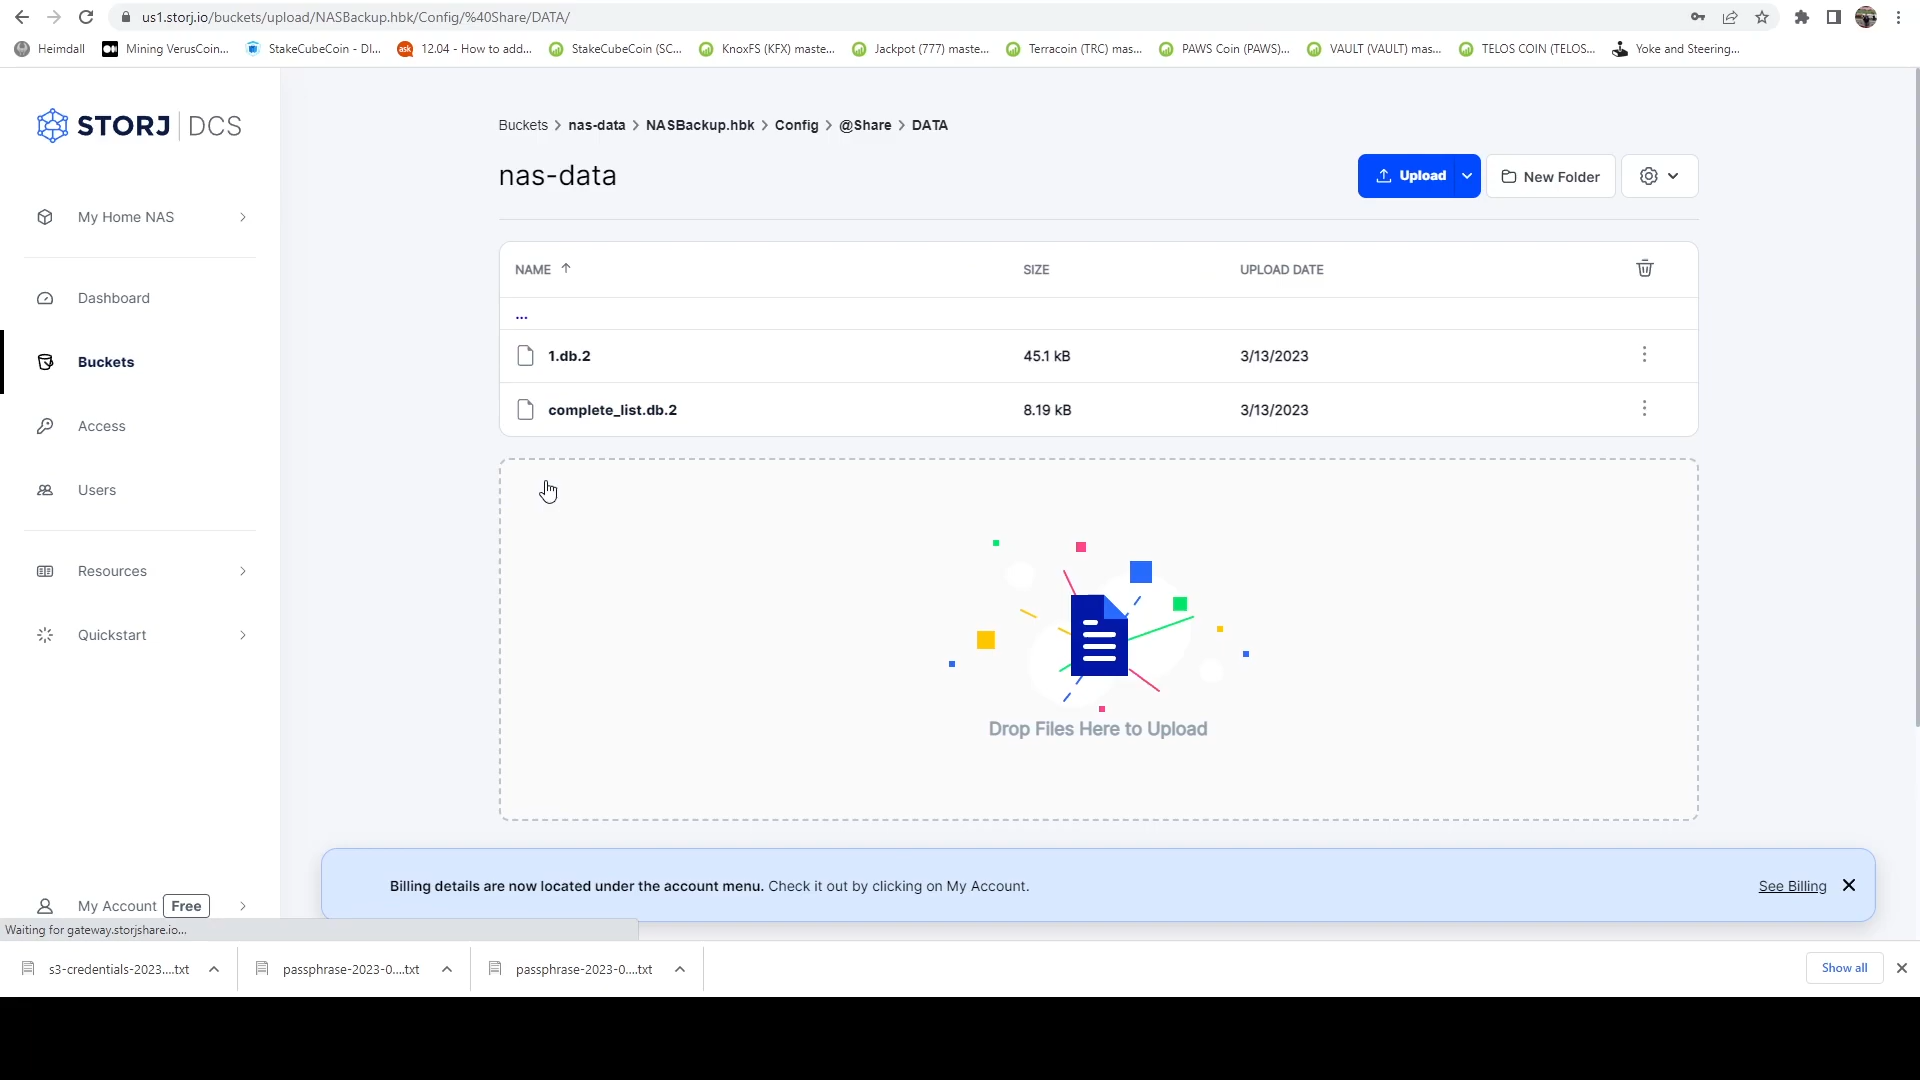 us1.storj.io/buckets/upload/NASBackup.hbk/Config/%40Share/DATA/
Heimdall
Mining VerusCoin...
StakeCubeCoin - DI...
ask
12.04 - How to add...
StakeCubeCoin (SC...
KnoxFS (KFX) maste...
Jackpot (777) maste...
Terracoin (TRC) mas...
PAWS Coin (PAWS)...
VAULT (VAULT) mas...
TELOS COIN (TELOS...
Yoke and Steering...
STORJ | DCS
My Home NAS
Dashboard
Buckets
Access
Users
Resources
Quickstart
My Account Free
Buckets > nas-data > NASBackup.hbk > Config > @Share > DATA
nas-data
Upload
New Folder
NAME ↑ SIZE UPLOAD DATE
...
1.db.2 45.1 kB 3/13/2023
complete_list.db.2 8.19 kB 3/13/2023
Drop Files Here to Upload
Billing details are now located under the account menu. Check it out by clicking on My Account.
See Billing
Waiting for gateway.storjshare.io...
s3-credentials-2023....txt
passphrase-2023-0....txt
passphrase-2023-0....txt
Show all